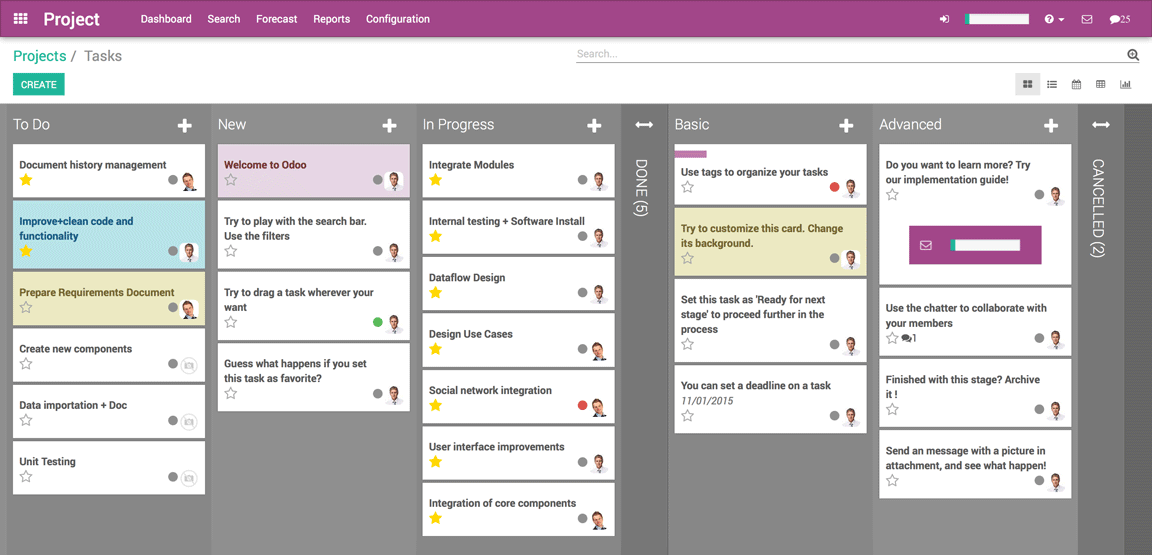 Project
Dashboard
Search
Forecast
Reports
Configuration
25
Projects / Tasks
Search...
CREATE
To Do
Document history management
Improve+clean code and
functionality
Prepare Requirements Document
Create new components
Data importation + Doc
Unit Testing
New
Welcome to Odoo
Try to play with the search bar.
Use the filters
Try to drag a task wherever your
want
Guess what happens if you set
this task as favorite?
In Progress
Integrate Modules
Internal testing + Software Install
Dataflow Design
Design Use Cases
Social network integration
User interface improvements
Integration of core components
DONE (5)
Basic
Use tags to organize your tasks
Try to customize this card. Change
its background.
Set this task as 'Ready for next
stage' to proceed further in the
process
You can set a deadline on a task
11/01/2015
Advanced
Do you want to learn more? Try
our implementation guide!
Use the chatter to collaborate with
your members
1
Finished with this stage? Archive
it !
Send an message with a picture in
attachment, and see what happen!
CANCELLED (2)